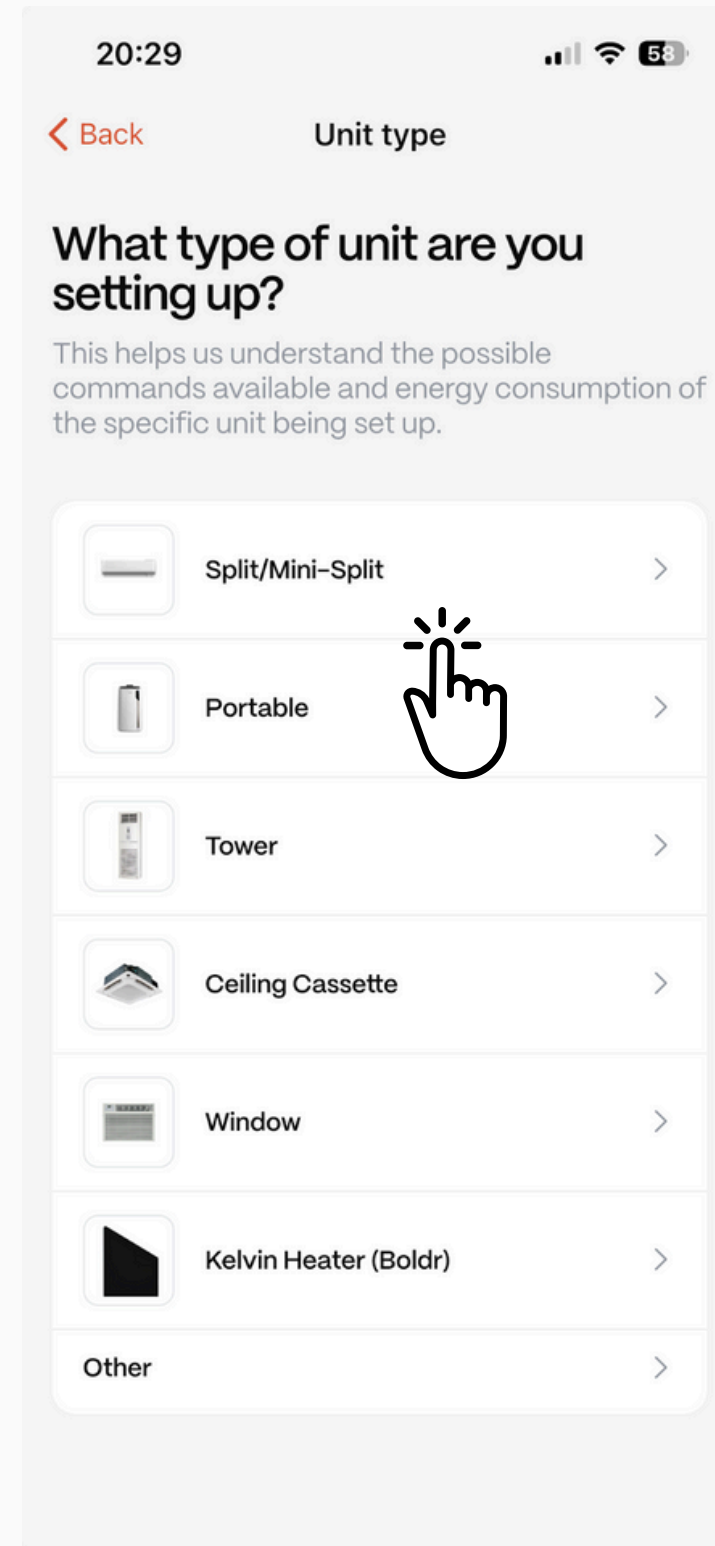 20:29
58
Back
Unit type
What type of unit are you
setting up?
This helps us understand the possible
commands available and energy consumption of
the specific unit being set up.
Split/Mini-Split
Portable
Tower
Ceiling Cassette
Window
Kelvin Heater (Boldr)
Other